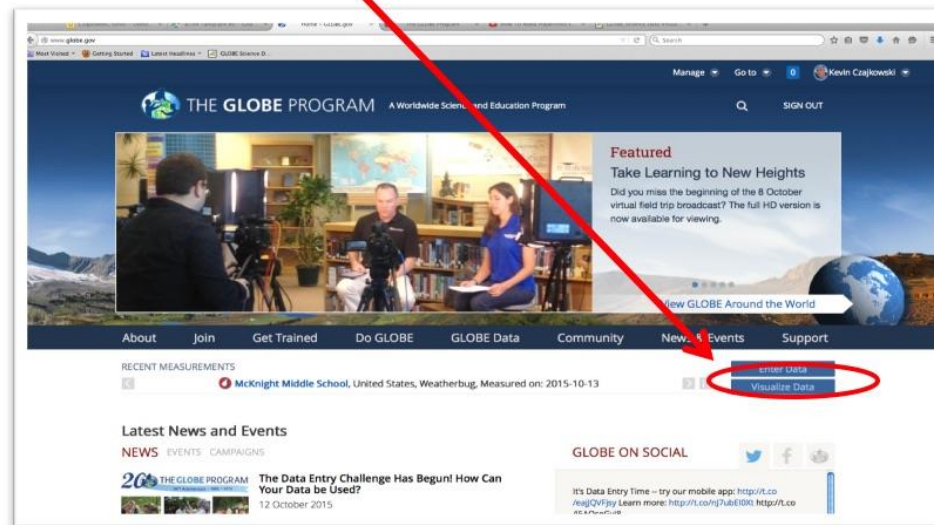 www.globe.gov
Search
Most Visited
Getting Started
Latest Headlines
GLOBE Science D...
Manage
Go to
0
Kevin Czajkowski
THE GLOBE PROGRAM
A Worldwide Science and Education Program
SIGN OUT
Featured
Take Learning to New Heights
Did you miss the beginning of the 8 October
virtual field trip broadcast? The full HD version is
now available for viewing.
View GLOBE Around the World
About Join Get Trained Do GLOBE GLOBE Data Community News & Events Support
RECENT MEASUREMENTS
McKnight Middle School, United States, Weatherbug, Measured on: 2015-10-13
Enter Data
Visualize Data
Latest News and Events
NEWS EVENTS CAMPAIGNS
THE GLOBE PROGRAM
The Data Entry Challenge Has Begun! How Can
Your Data be Used?
12 October 2015
GLOBE ON SOCIAL
It's Data Entry Time -- try our mobile app: http://t.co
Learn more: http://t.co/nJ7ubEI0Xt http://t.co